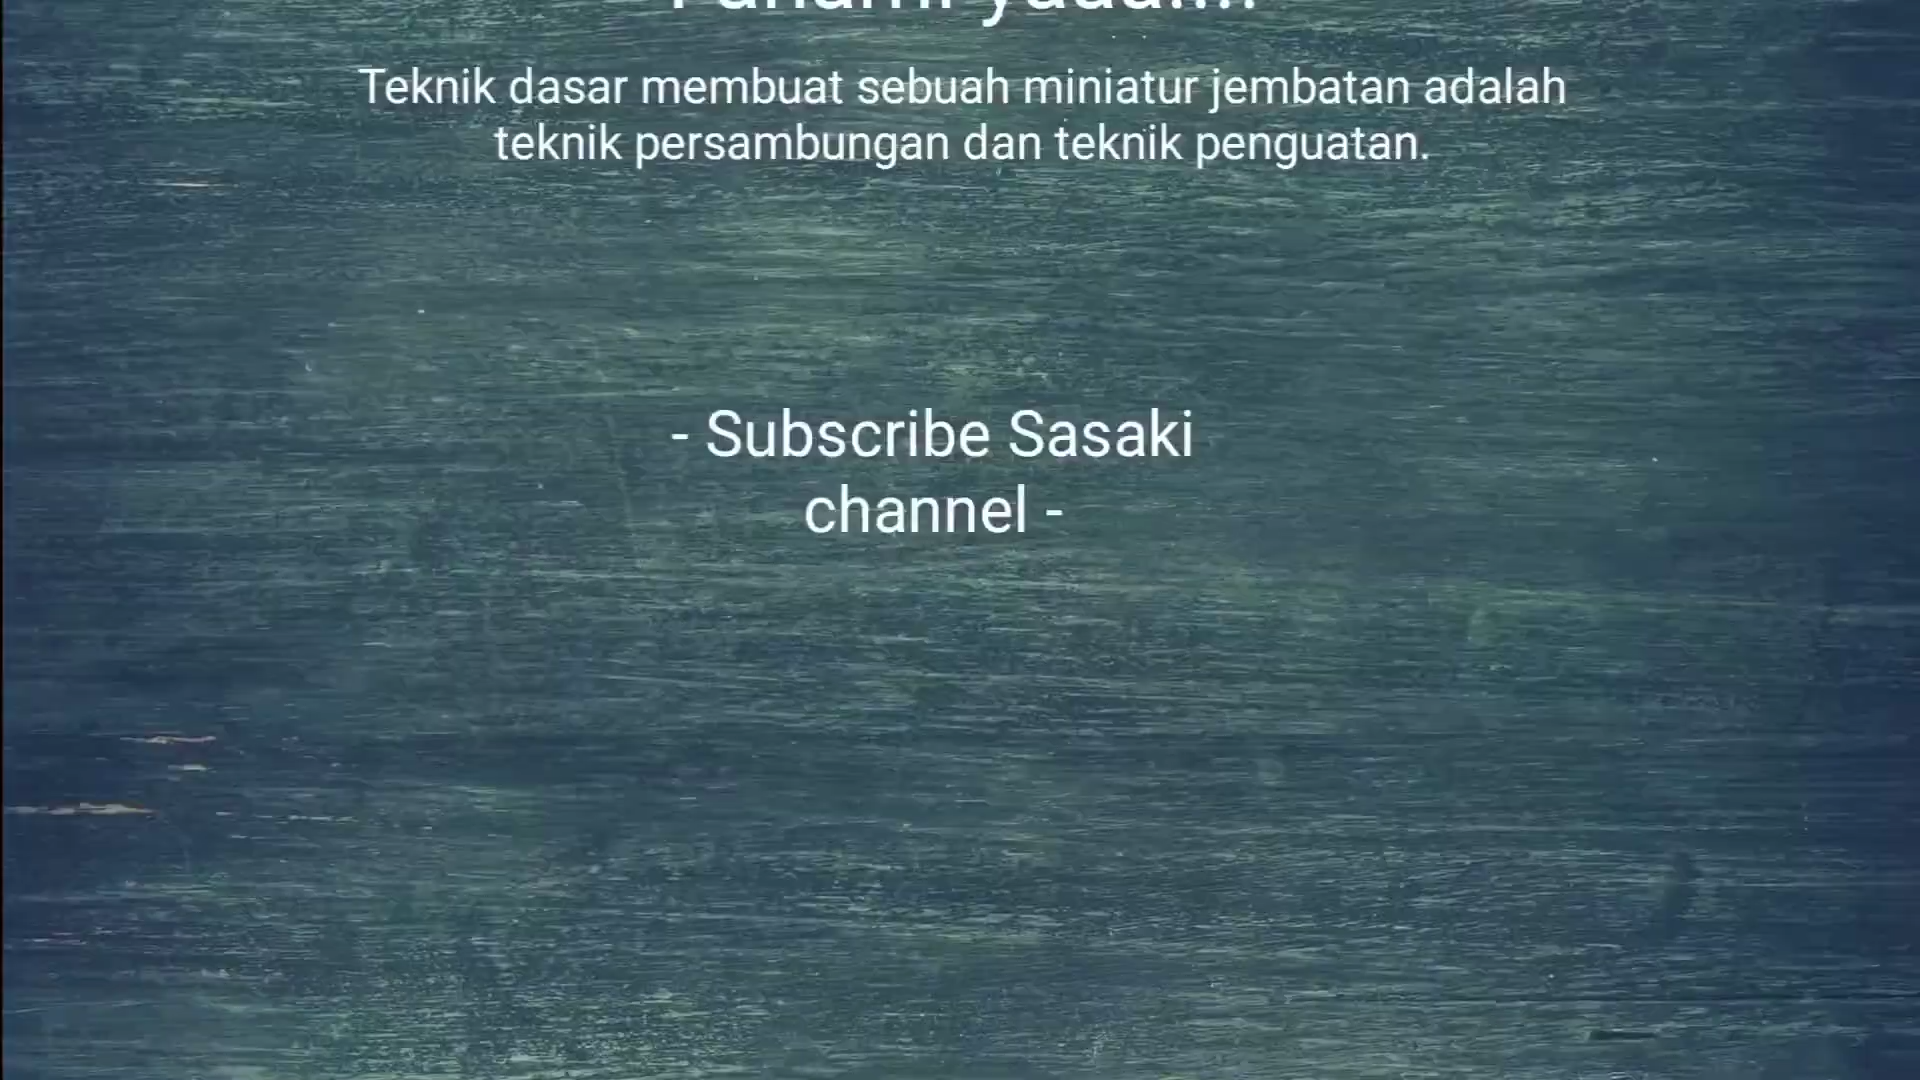 Teknik dasar membuat sebuah miniatur jembatan adalah
teknik persambungan dan teknik penguatan.
- Subscribe Sasaki
channel -